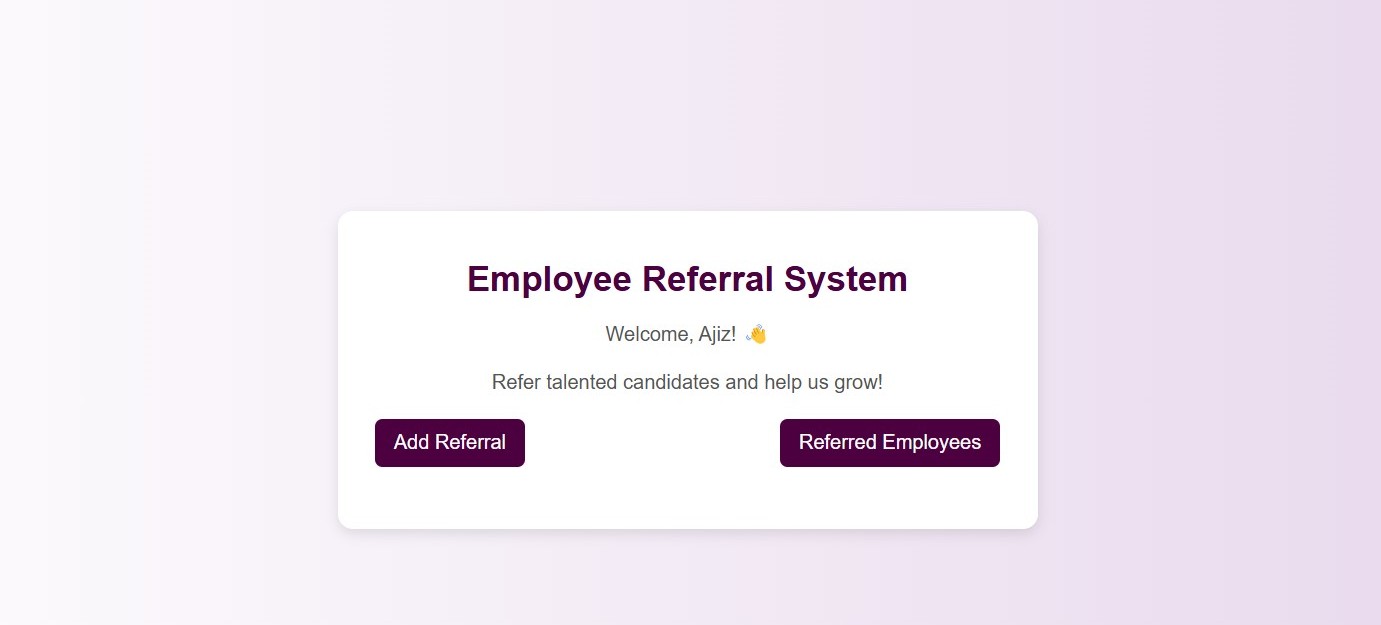 Employee Referral System
Welcome, Ajiz! 👋
Refer talented candidates and help us grow!
Add Referral
Referred Employees